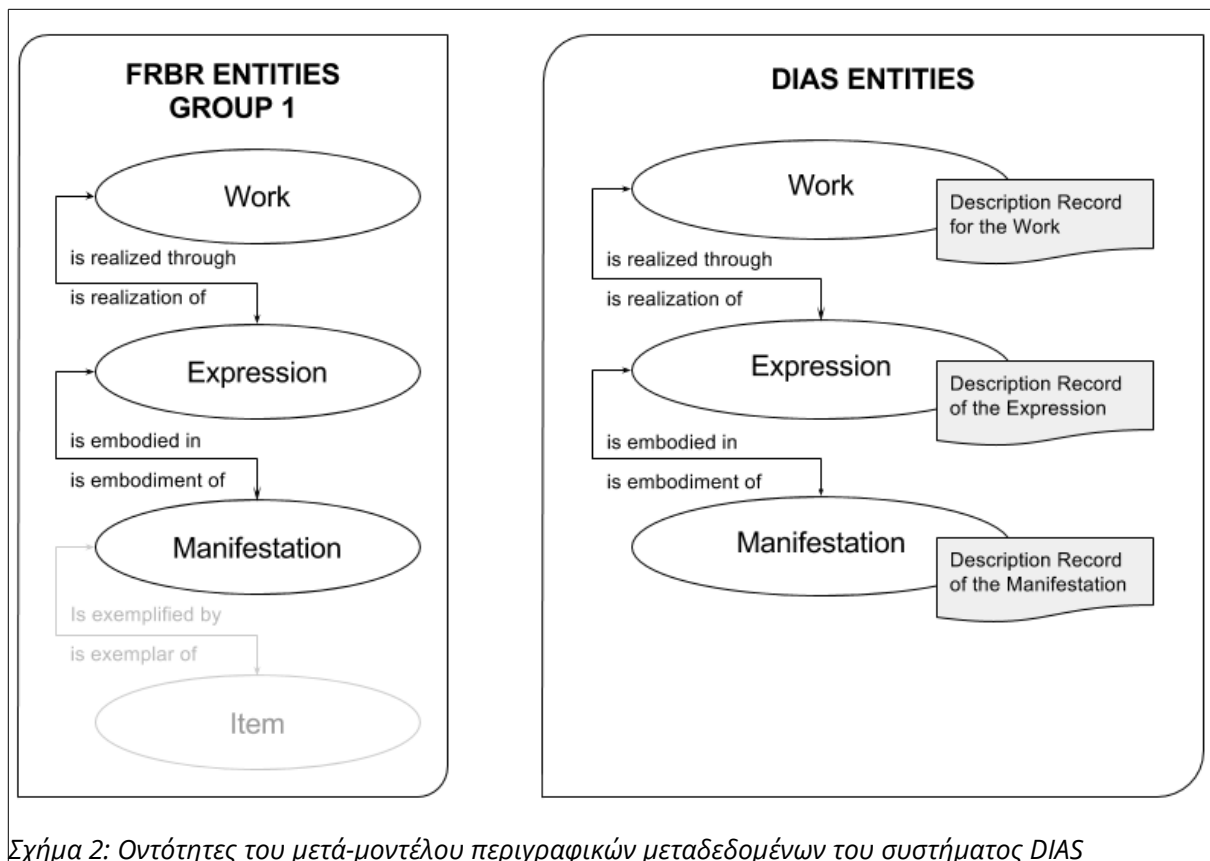 FRBR ENTITIES
GROUP 1
Work
is realized through
is realization of
Expression
is embodied in
is embodiment of
Manifestation
Is exemplified by
is exemplar of
Item
DIAS ENTITIES
Work
Description Record
for the Work
is realized through
is realization of
Expression
Description Record
of the Expression
is embodied in
is embodiment of
Manifestation
Description Record
of the Manifestation
Σχήμα 2: Οντότητες του μετά-μοντέλου περιγραφικών μεταδεδομένων του συστήματος DIAS